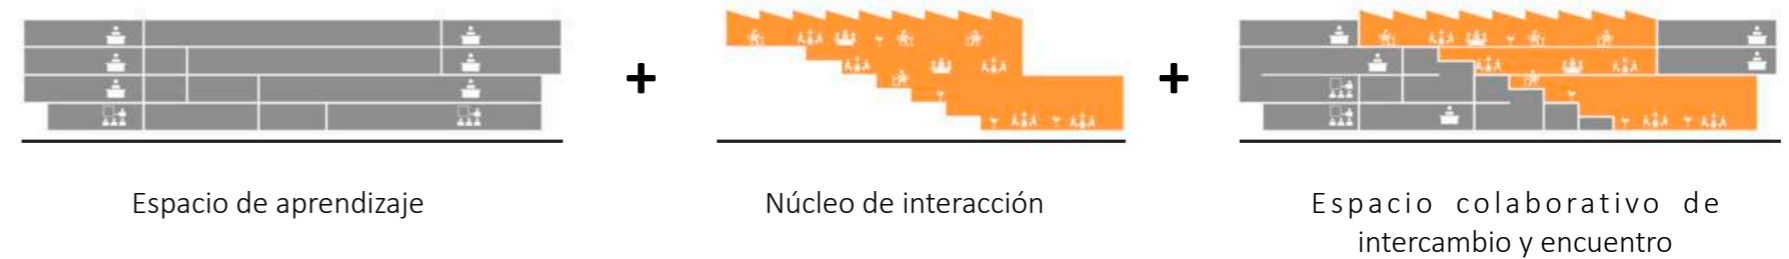 +
+
Espacio de aprendizaje
Núcleo de interacción
Espacio colaborativo de
intercambio y encuentro